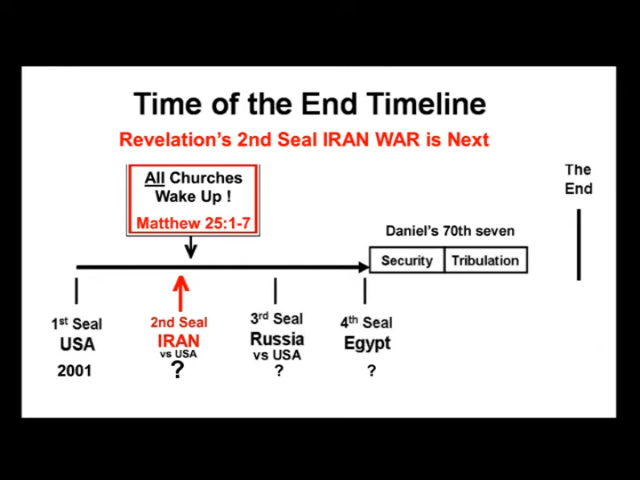 Time of the End Timeline
Revelation's 2nd Seal IRAN WAR is Next
All Churches
Wake Up !
Matthew 25:1-7
The
End
Daniel's 70th seven
Security
Tribulation
1st Seal
USA
2001
2nd Seal
IRAN
vs USA
?
3rd Seal
Russia
vs USA
?
4th Seal
Egypt
?